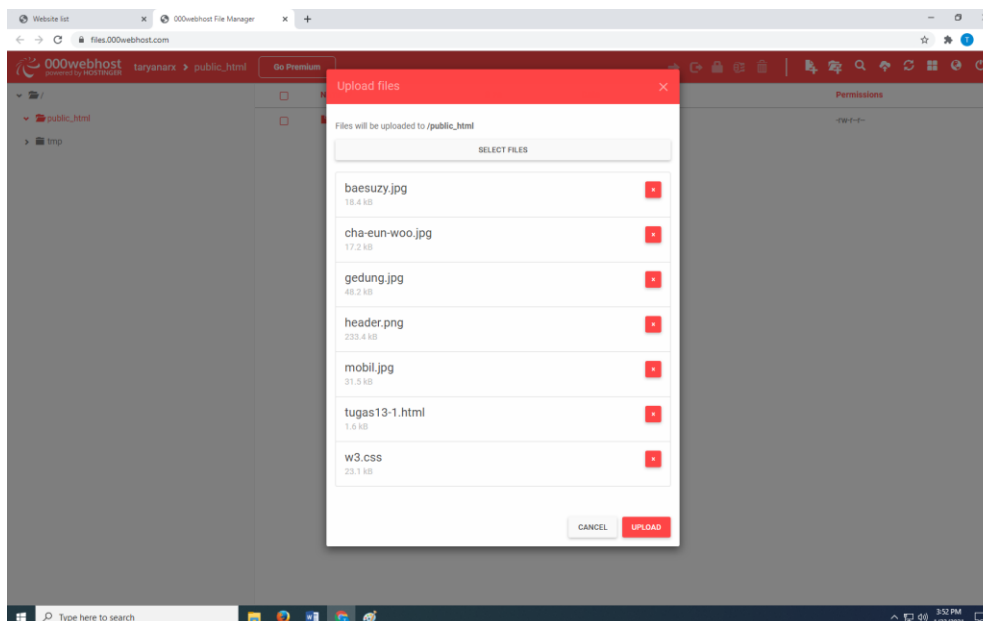 Website list
000webhost File Manager
files.000webhost.com
000webhost
powered by HOSTINGER
taryanarx > public_html
Go Premium
/
public_html
tmp
Permissions
-rw-r--r--
Upload files
Files will be uploaded to /public_html
SELECT FILES
baesuzy.jpg
18.4 kB
cha-eun-woo.jpg
17.2 kB
gedung.jpg
48.2 kB
header.png
233.4 kB
mobil.jpg
31.5 kB
tugas13-1.html
1.6 kB
w3.css
23.1 kB
CANCEL
UPLOAD
Type here to search
3:52 PM